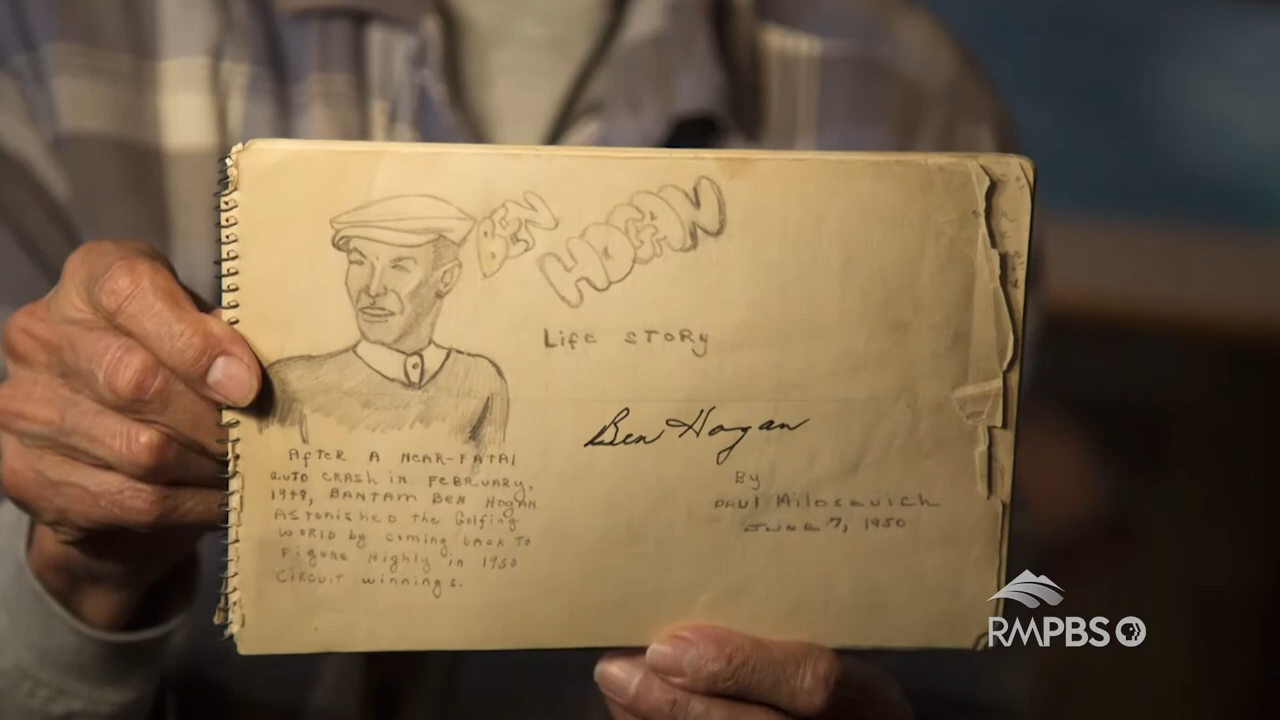 BEN HOGAN
Life STORY
Ben Hogan
AfteR A NEAR-FATAl
auto CRASH in FEBRUARY,
1949, BANTAM BEN HoGAN
AStonisHED the Golfing
WoRlD by coming bAcK To
FiGuRE Highly in 1950
CiRCuiT winnings.
By
PAUl Milosavich
JUNE 7, 1950
RMPBS